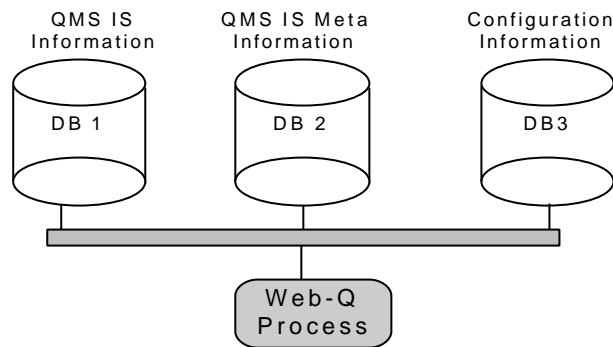 QMS IS
Information
QMS IS Meta
Information
Configuration
Information
DB 1
DB 2
DB3
Web-Q
Process